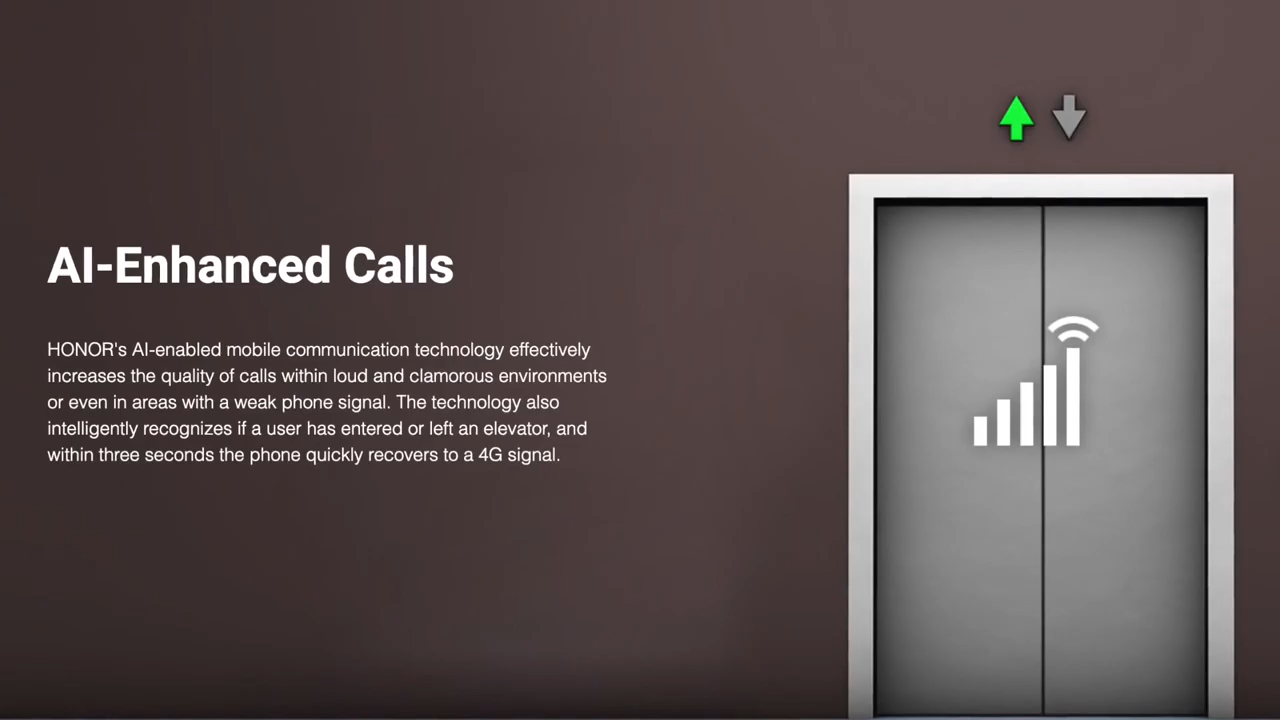 AI-Enhanced Calls
HONOR's AI-enabled mobile communication technology effectively
increases the quality of calls within loud and clamorous environments
or even in areas with a weak phone signal. The technology also
intelligently recognizes if a user has entered or left an elevator, and
within three seconds the phone quickly recovers to a 4G signal.